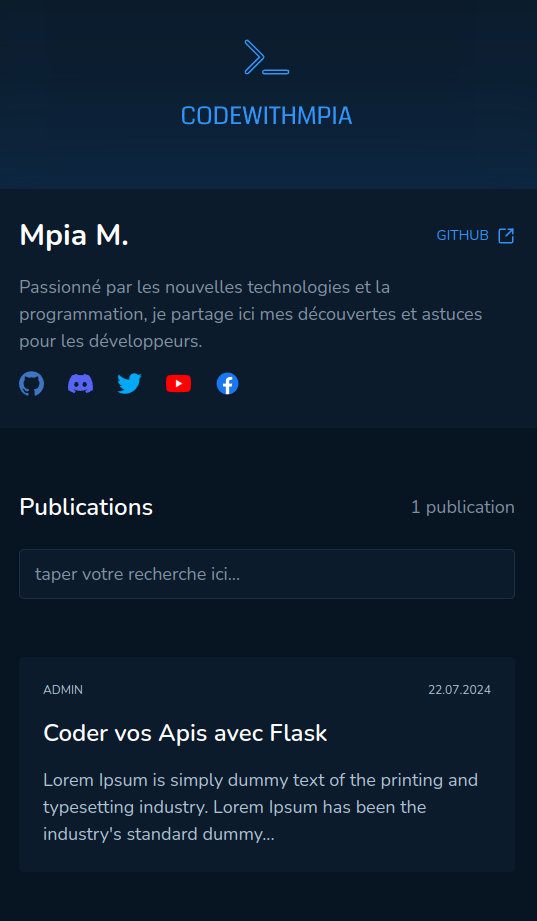 CODEWITHMPIA
Mpia M.
GITHUB
Passionné par les nouvelles technologies et la
programmation, je partage ici mes découvertes et astuces
pour les développeurs.
Publications
1 publication
taper votre recherche ici...
ADMIN
22.07.2024
Coder vos Apis avec Flask
Lorem Ipsum is simply dummy text of the printing and
typesetting industry. Lorem Ipsum has been the
industry's standard dummy...